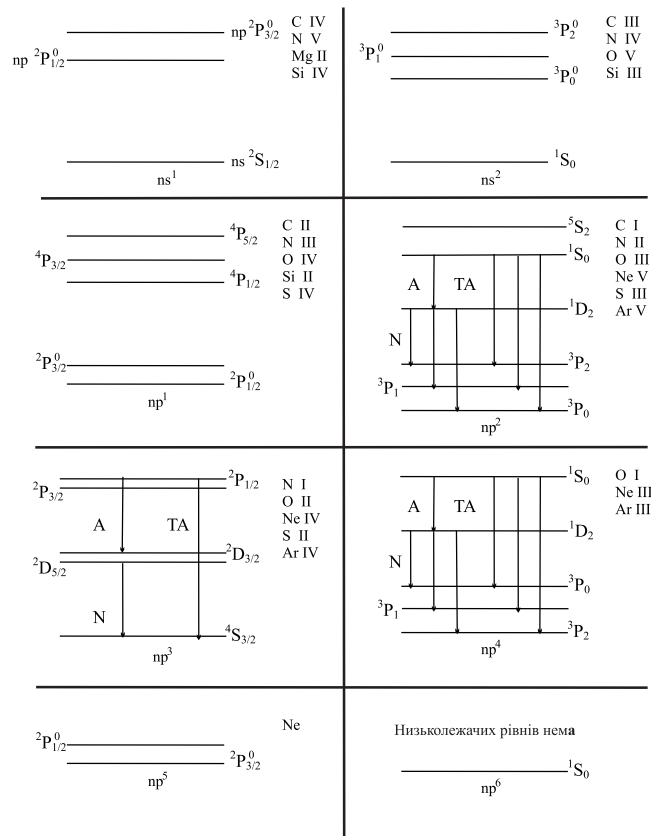 np ²P⁰₃/₂
np ²P⁰₁/₂
ns ²S₁/₂
ns¹
C IV
N V
Mg II
Si IV
³P⁰₂
³P⁰₁
³P⁰₀
¹S₀
ns²
C III
N IV
O V
Si III
⁴P₅/₂
⁴P₃/₂
⁴P₁/₂
²P⁰₃/₂
²P⁰₁/₂
np¹
C II
N III
O IV
Si II
S IV
⁵S₂
¹S₀
A TA
¹D₂
N
³P₂
³P₁
³P₀
np²
C I
N II
O III
Ne V
S III
Ar V
²P₁/₂
²P₃/₂
A TA
²D₃/₂
²D₅/₂
N
⁴S₃/₂
np³
N I
O II
Ne IV
S II
Ar IV
¹S₀
A TA
¹D₂
N
³P₀
³P₁
³P₂
np⁴
O I
Ne III
Ar III
²P⁰₁/₂
²P⁰₃/₂
np⁵
Ne
Низьколежачих рівнів нема
¹S₀
np⁶